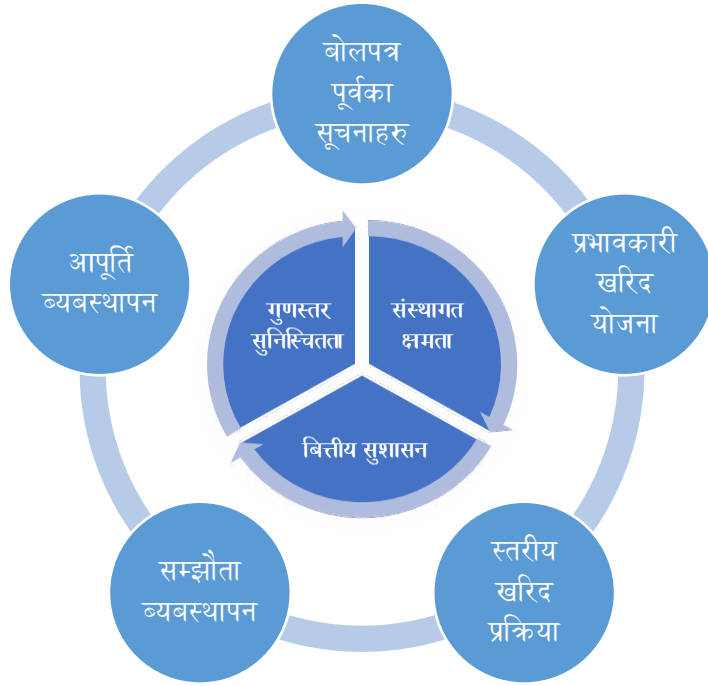 बोलपत्र
पूर्वका
सूचनाहरु
प्रभावकारी
खरिद
योजना
स्तरीय
खरिद
प्रक्रिया
सम्झौता
ब्यबस्थापन
आपूर्ति
ब्यबस्थापन
गुणस्तर
सुनिस्चितता
संस्थागत
क्षमता
बित्तीय सुशासन